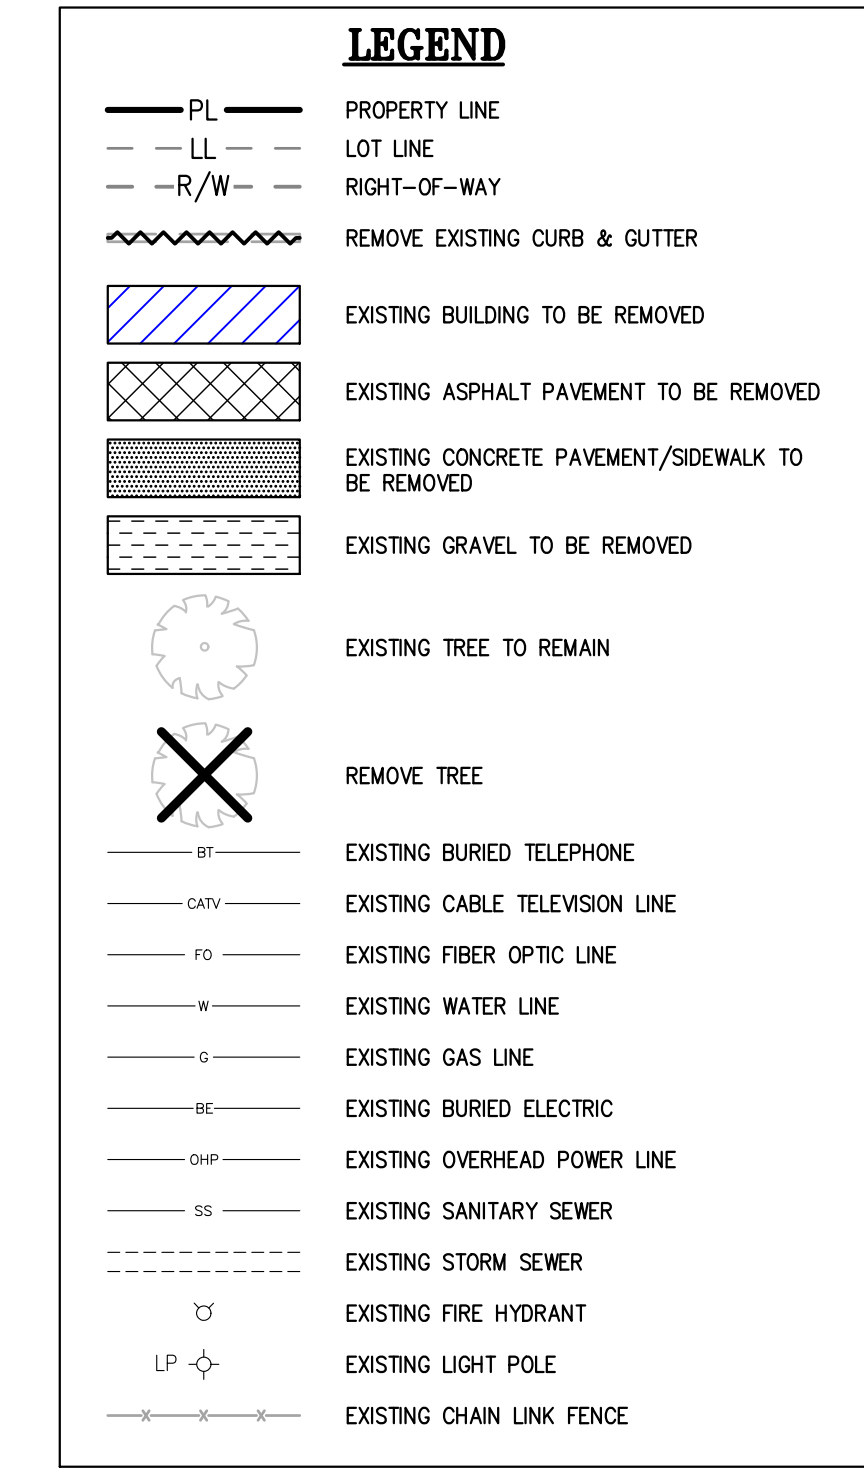 LEGEND
PL PROPERTY LINE
LL LOT LINE
R/W RIGHT-OF-WAY
REMOVE EXISTING CURB & GUTTER
EXISTING BUILDING TO BE REMOVED
EXISTING ASPHALT PAVEMENT TO BE REMOVED
EXISTING CONCRETE PAVEMENT/SIDEWALK TO
BE REMOVED
EXISTING GRAVEL TO BE REMOVED
EXISTING TREE TO REMAIN
REMOVE TREE
BT EXISTING BURIED TELEPHONE
CATV EXISTING CABLE TELEVISION LINE
FO EXISTING FIBER OPTIC LINE
W EXISTING WATER LINE
G EXISTING GAS LINE
BE EXISTING BURIED ELECTRIC
OHP EXISTING OVERHEAD POWER LINE
SS EXISTING SANITARY SEWER
EXISTING STORM SEWER
EXISTING FIRE HYDRANT
LP EXISTING LIGHT POLE
EXISTING CHAIN LINK FENCE